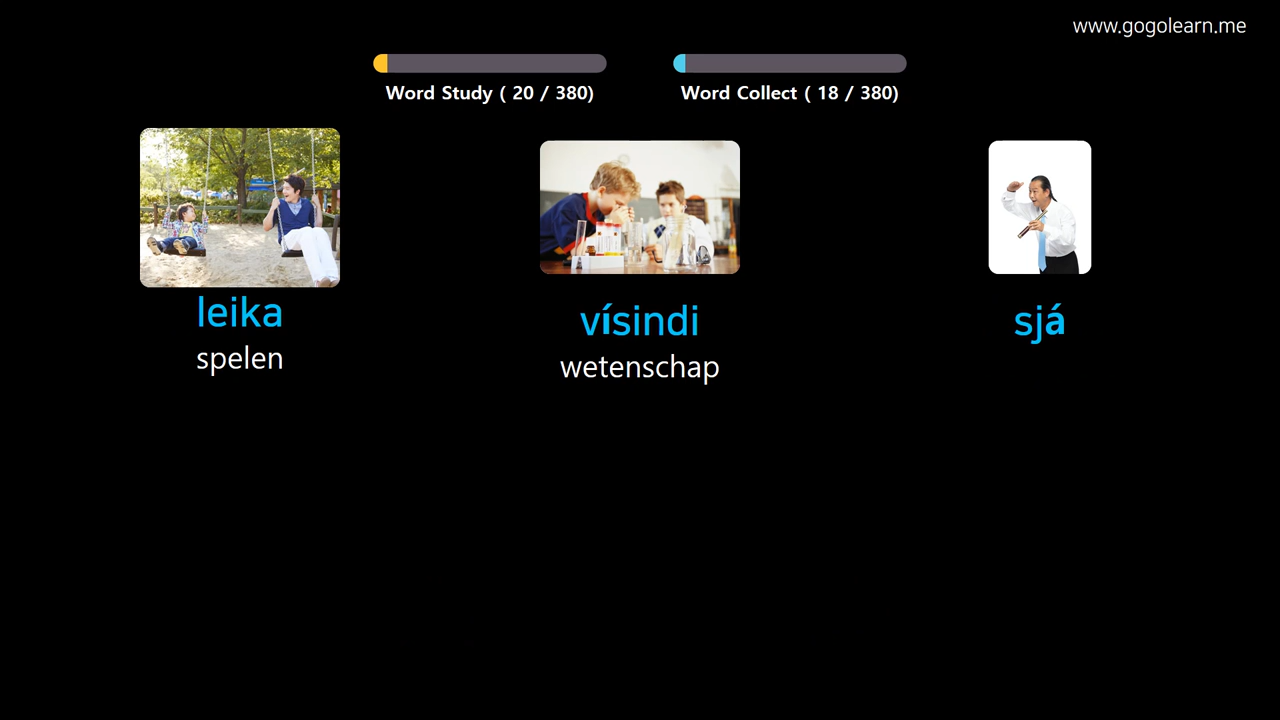 www.gogolearn.me
Word Study ( 20 / 380)
Word Collect ( 18 / 380)
leika
spelen
vísindi
wetenschap
sjá